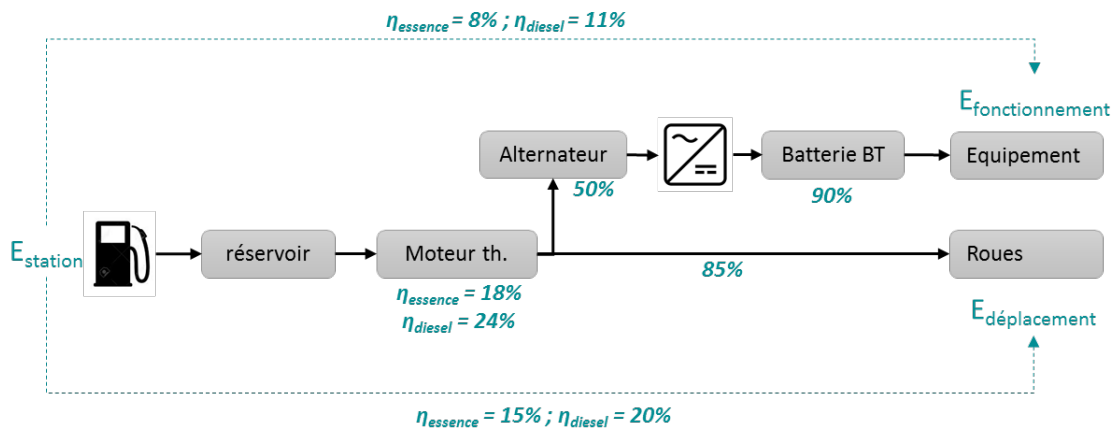 ηessence = 8% ; ηdiesel = 11%
Efonctionnement
Alternateur
Batterie BT
Equipement
50%
90%
Estation
réservoir
Moteur th.
Roues
85%
ηessence = 18%
ηdiesel = 24%
Edéplacement
ηessence = 15% ; ηdiesel = 20%